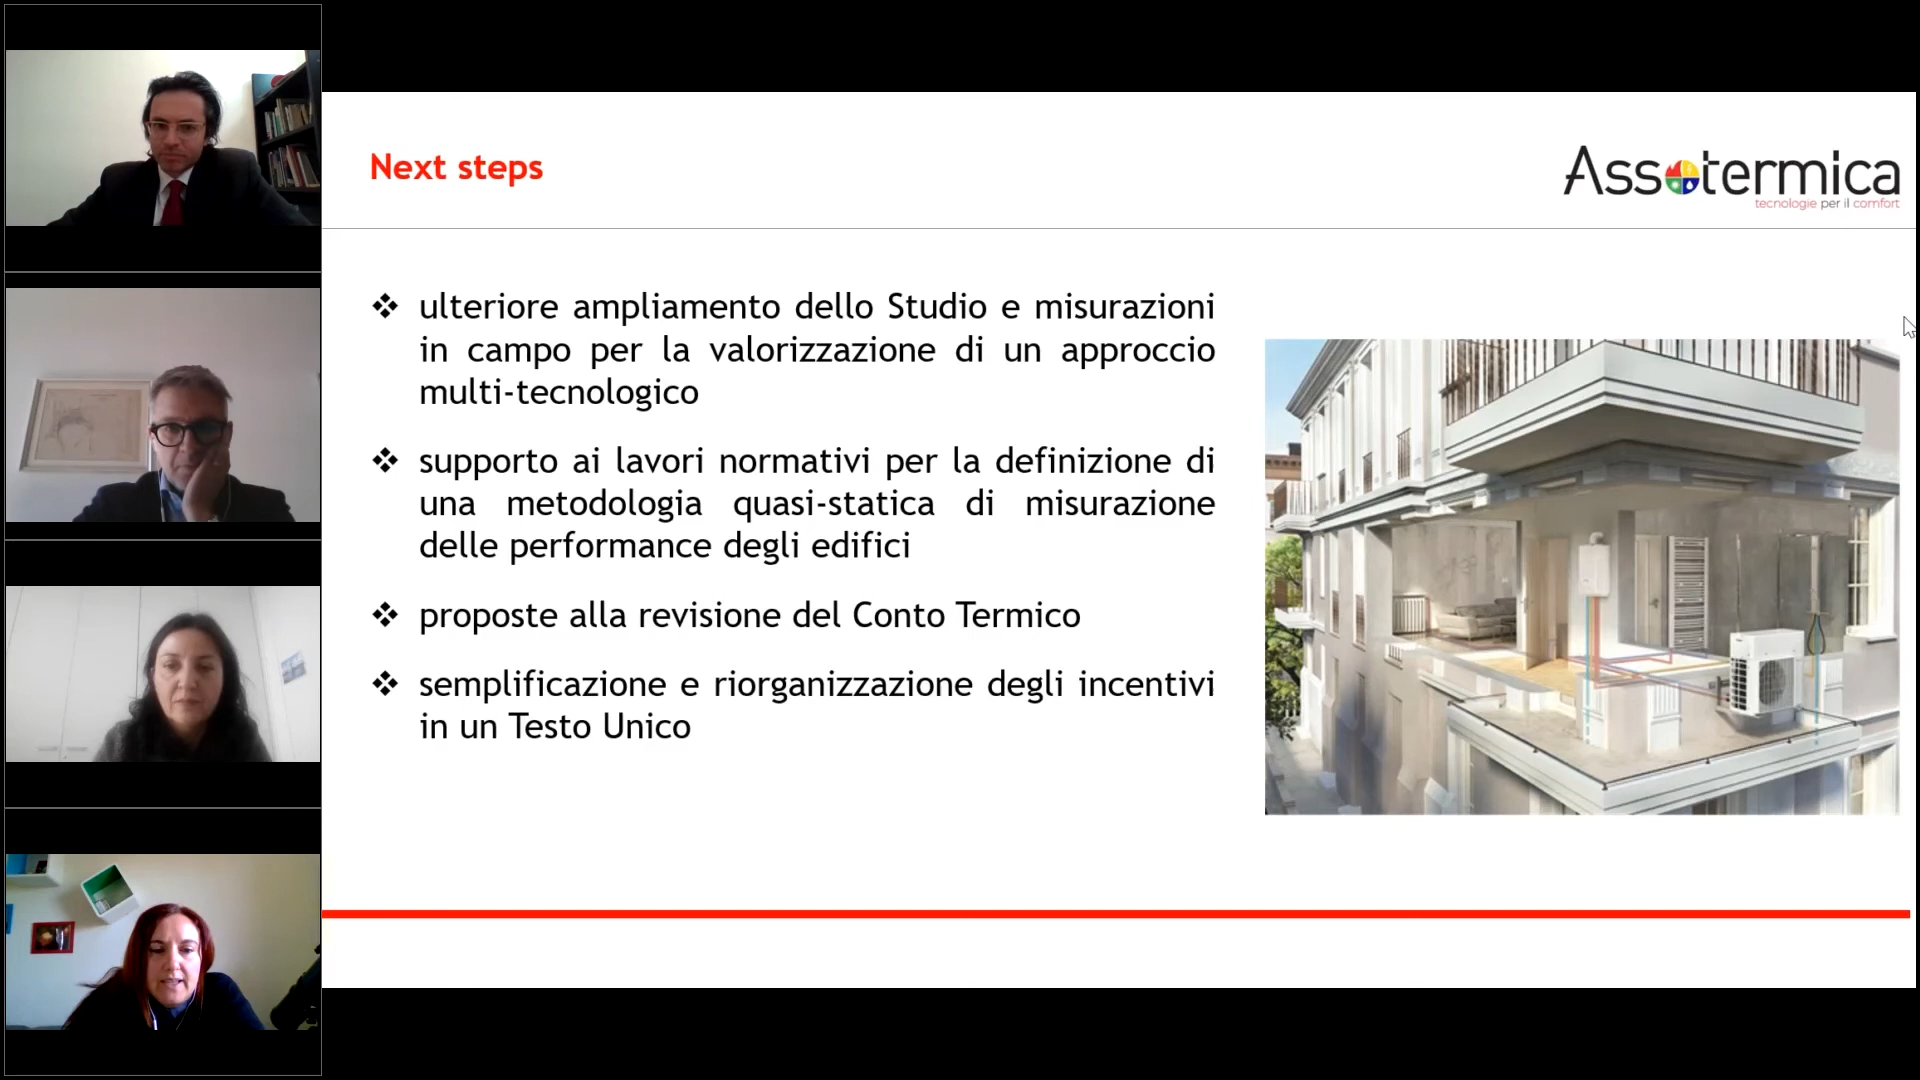 Next steps
Assotermica
tecnologie per il comfort
❖ ulteriore ampliamento dello Studio e misurazioni
in campo per la valorizzazione di un approccio
multi-tecnologico
❖ supporto ai lavori normativi per la definizione di
una metodologia quasi-statica di misurazione
delle performance degli edifici
❖ proposte alla revisione del Conto Termico
❖ semplificazione e riorganizzazione degli incentivi
in un Testo Unico